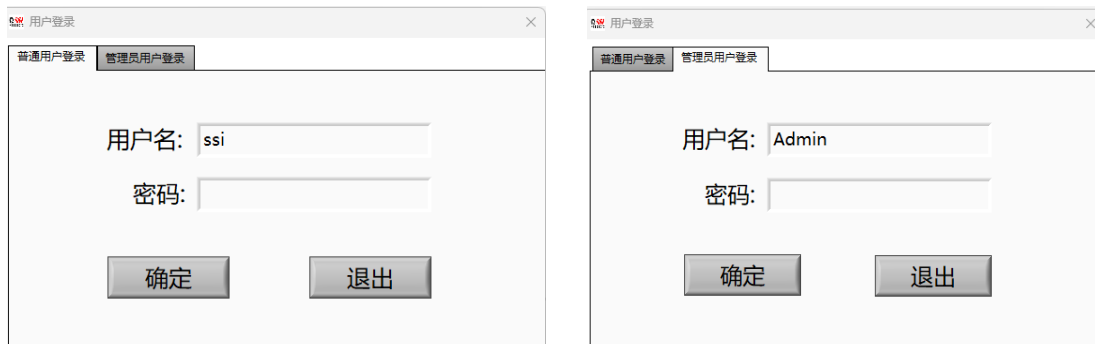 用户登录
普通用户登录 管理员用户登录
用户名: ssi
密码:
确定 退出
用户登录
普通用户登录 管理员用户登录
用户名: Admin
密码:
确定 退出